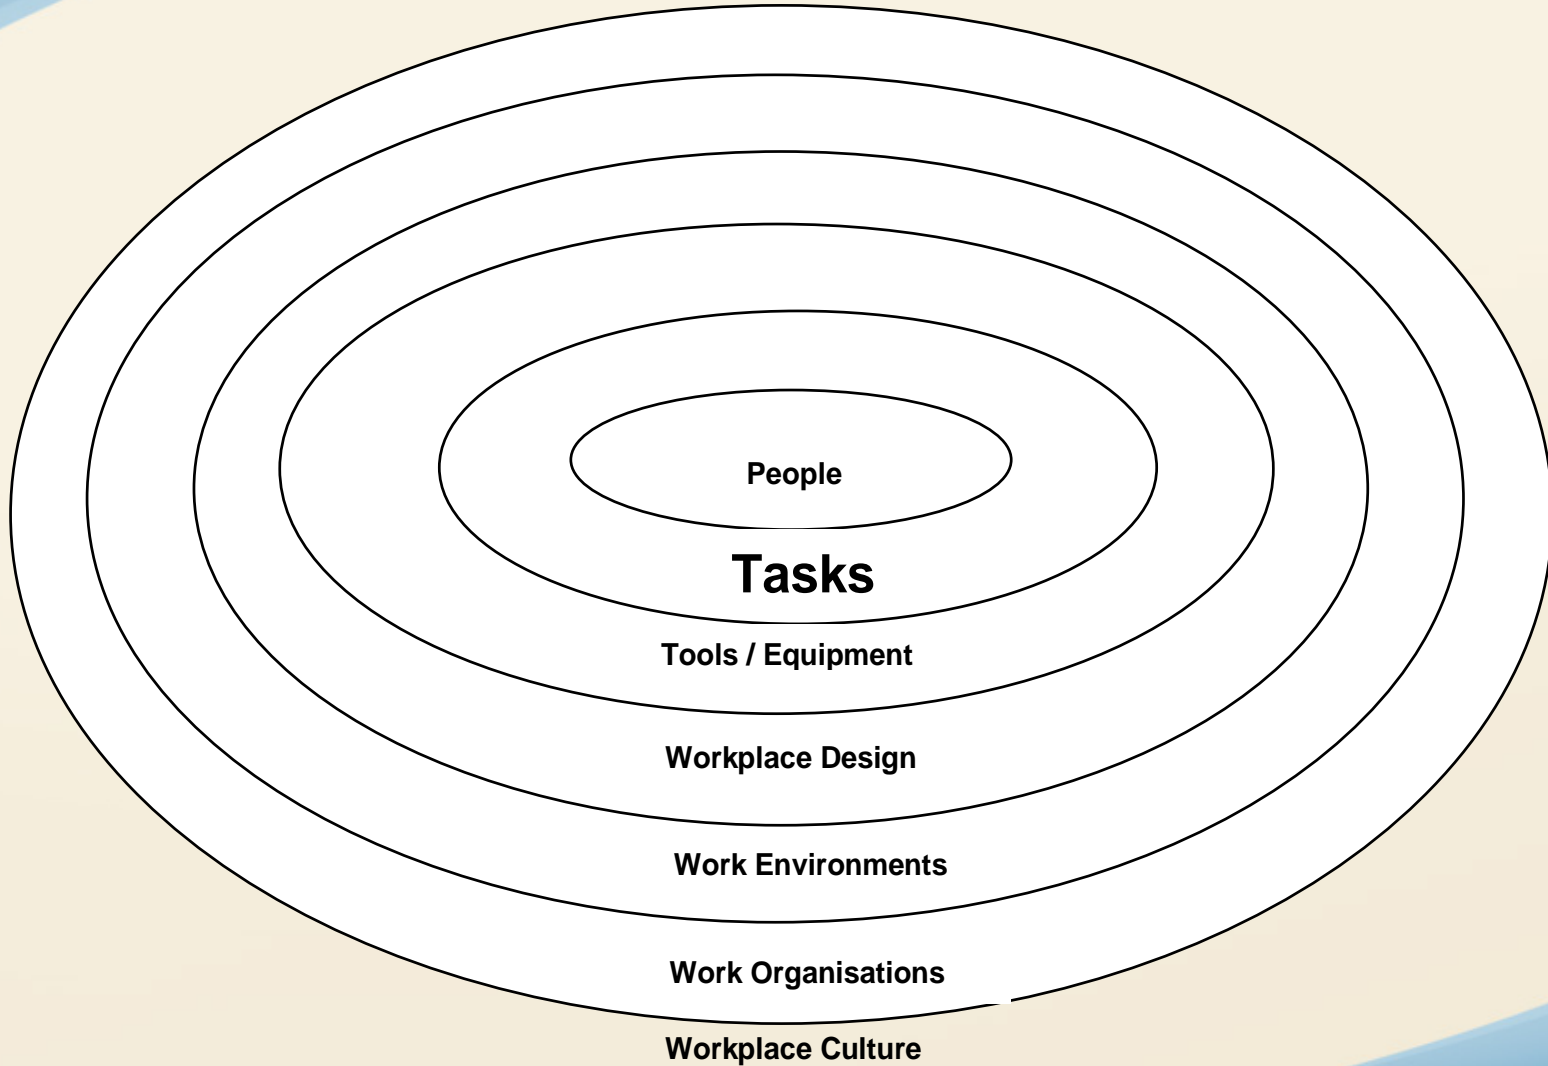 People
Tasks
Tools / Equipment
Workplace Design
Work Environments
Work Organisations
Workplace Culture